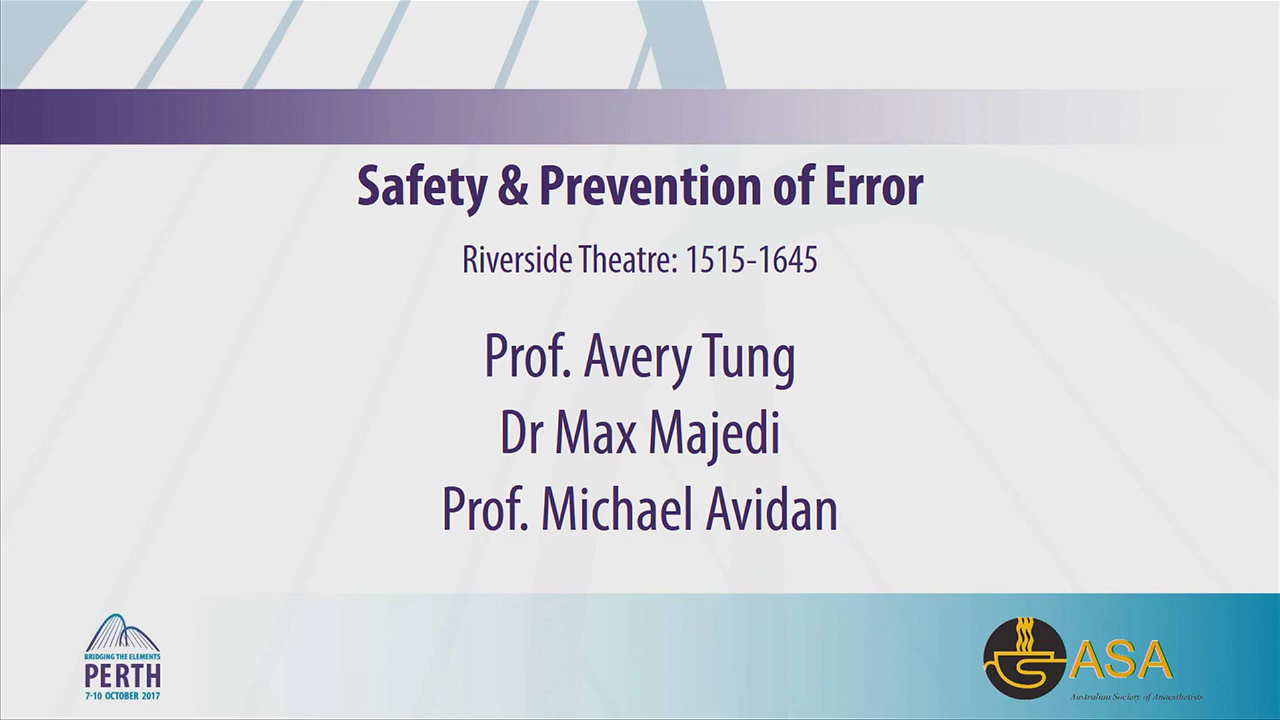 Safety & Prevention of Error
Riverside Theatre: 1515-1645
Prof. Avery Tung
Dr Max Majedi
Prof. Michael Avidan
BRIDGING THE ELEMENTS
PERTH
7-10 OCTOBER 2017
ASA
Australian Society of Anaesthetists